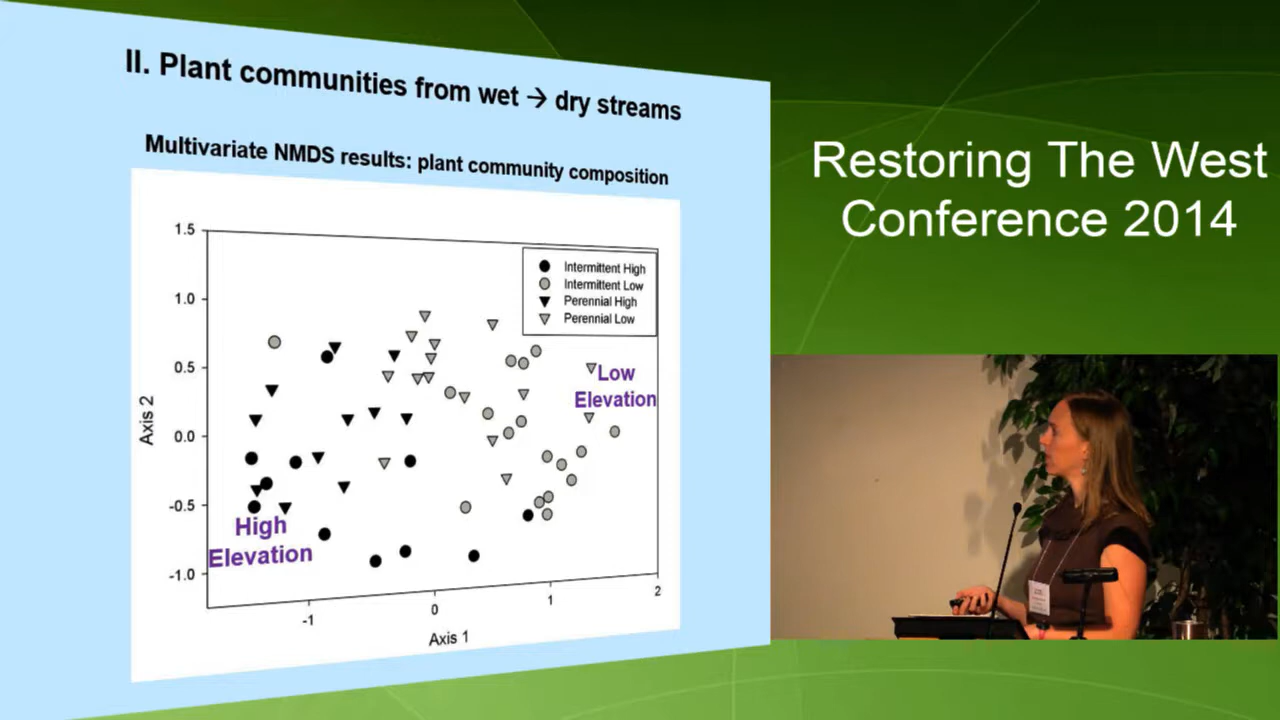 II. Plant communities from wet → dry streams
Multivariate NMDS results: plant community composition
1.5
1.0
0.5
0.0
-0.5
-1.0
Axis 2
Intermittent High
Intermittent Low
Perennial High
Perennial Low
Low
Elevation
High
Elevation
-1
0
1
2
Axis 1
Restoring The West
Conference 2014